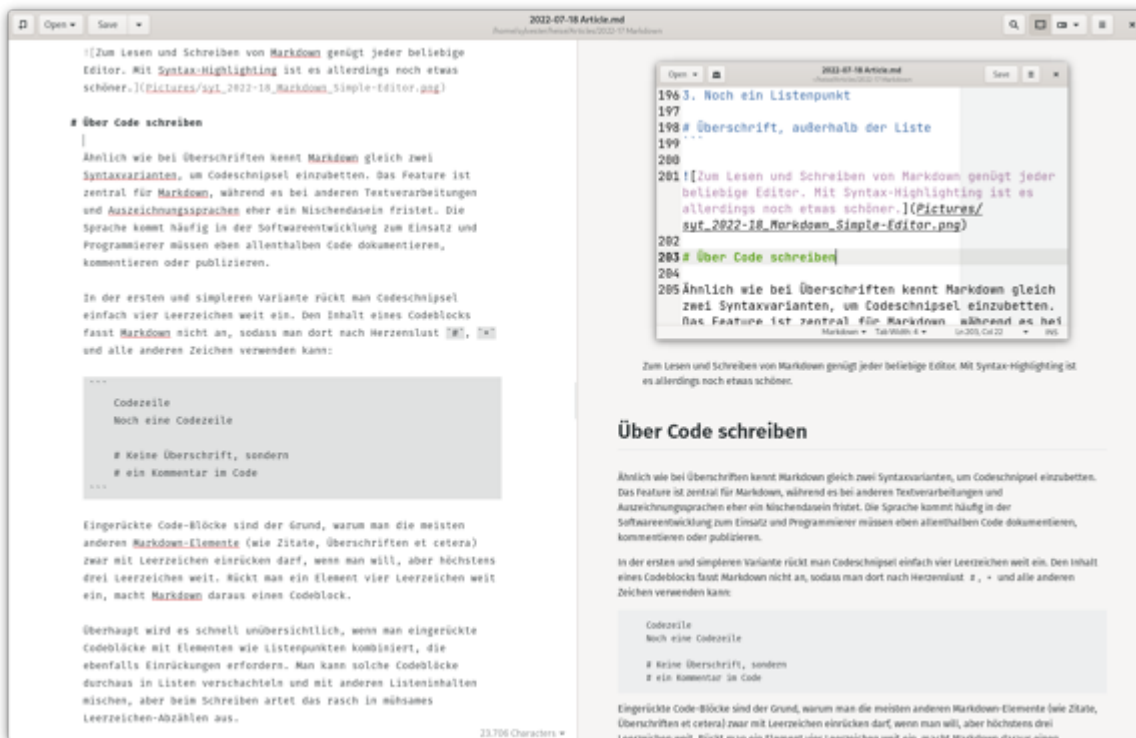 Open
Save
2022-07-18 Article.md
![Zum Lesen und Schreiben von Markdown genügt jeder beliebige
Editor. Mit Syntax-Highlighting ist es allerdings noch etwas
schöner.](Pictures/syt_2022-18_Markdown_Simple-Editor.png)
# Über Code schreiben
Ähnlich wie bei Überschriften kennt Markdown gleich zwei
Syntaxvarianten, um Codeschnipsel einzubetten. Das Feature ist
zentral für Markdown, während es bei anderen Textverarbeitungen
und Auszeichnungssprachen eher ein Nischendasein fristet. Die
Sprache kommt häufig in der Softwareentwicklung zum Einsatz und
Programmierer müssen eben allenthalben Code dokumentieren,
kommentieren oder publizieren.
In der ersten und simpleren Variante rückt man Codeschnipsel
einfach vier Leerzeichen weit ein. Den Inhalt eines Codeblocks
fasst Markdown nicht an, sodass man dort nach Herzenslust `#`, `*`
und alle anderen Zeichen verwenden kann:
```
Codezeile
Noch eine Codezeile
# Keine Überschrift, sondern
# ein Kommentar im Code
```
Eingerückte Code-Blöcke sind der Grund, warum man die meisten
anderen Markdown-Elemente (wie Zitate, Überschriften et cetera)
zwar mit Leerzeichen einrücken darf, wenn man will, aber höchstens
drei Leerzeichen weit. Rückt man ein Element vier Leerzeichen weit
ein, macht Markdown daraus einen Codeblock.
Überhaupt wird es schnell unübersichtlich, wenn man eingerückte
Codeblöcke mit Elementen wie Listenpunkten kombiniert, die
ebenfalls Einrückungen erfordern. Man kann solche Codeblöcke
durchaus in Listen verschachteln und mit anderen Listeninhalten
mischen, aber beim Schreiben artet das rasch in mühsames
Leerzeichen-Abzählen aus.
23.706 Characters
Open
2022-07-18 Article.md
Save
196 3. Noch ein Listenpunkt
197
198 # Überschrift, außerhalb der Liste
199 ```
200
201 ![Zum Lesen und Schreiben von Markdown genügt jeder
beliebige Editor. Mit Syntax-Highlighting ist es
allerdings noch etwas schöner.](Pictures/
syt_2022-18_Markdown_Simple-Editor.png)
202
203 # Über Code schreiben
204
205 Ähnlich wie bei Überschriften kennt Markdown gleich
zwei Syntaxvarianten, um Codeschnipsel einzubetten.
Das Feature ist zentral für Markdown, während es bei
Markdown Tab Width: 4 Ln 203, Col 22 INS
Zum Lesen und Schreiben von Markdown genügt jeder beliebige Editor. Mit Syntax-Highlighting ist
es allerdings noch etwas schöner.
Über Code schreiben
Ähnlich wie bei Überschriften kennt Markdown gleich zwei Syntaxvarianten, um Codeschnipsel einzubetten.
Das Feature ist zentral für Markdown, während es bei anderen Textverarbeitungen und
Auszeichnungssprachen eher ein Nischendasein fristet. Die Sprache kommt häufig in der
Softwareentwicklung zum Einsatz und Programmierer müssen eben allenthalben Code dokumentieren,
kommentieren oder publizieren.
In der ersten und simpleren Variante rückt man Codeschnipsel einfach vier Leerzeichen weit ein. Den Inhalt
eines Codeblocks fasst Markdown nicht an, sodass man dort nach Herzenslust #, * und alle anderen
Zeichen verwenden kann:
Codezeile
Noch eine Codezeile
# Keine Überschrift, sondern
# ein Kommentar im Code
Eingerückte Code-Blöcke sind der Grund, warum man die meisten anderen Markdown-Elemente (wie Zitate,
Überschriften et cetera) zwar mit Leerzeichen einrücken darf, wenn man will, aber höchstens drei